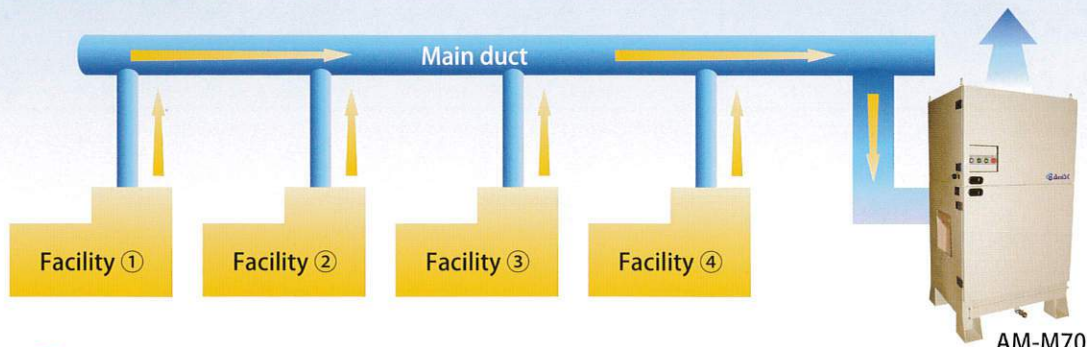 Main duct
Facility ①
Facility ②
Facility ③
Facility ④
AM-M70